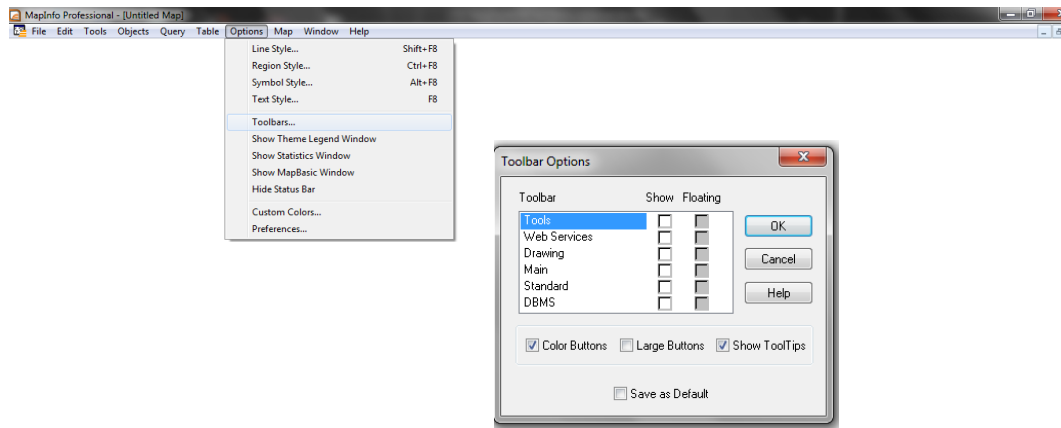 MapInfo Professional - [Untitled Map]
File Edit Tools Objects Query Table Options Map Window Help
Line Style... Shift+F8
Region Style... Ctrl+F8
Symbol Style... Alt+F8
Text Style... F8
Toolbars...
Show Theme Legend Window
Show Statistics Window
Show MapBasic Window
Hide Status Bar
Custom Colors...
Preferences...
Toolbar Options
Toolbar Show Floating
Tools
Web Services
Drawing
Main
Standard
DBMS
OK
Cancel
Help
Color Buttons Large Buttons Show ToolTips
Save as Default